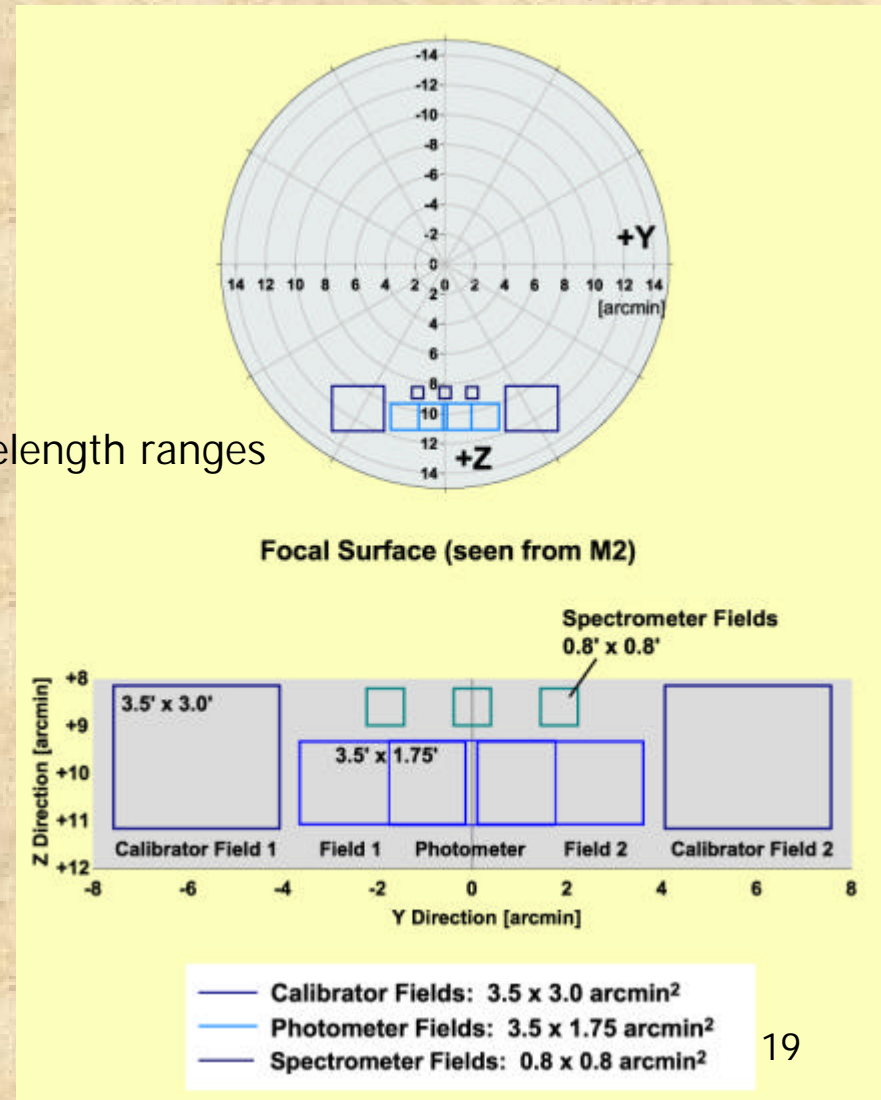 -14
-12
-10
-8
-6
-4
-2
0
+Y
14 12 10 8 6 4 2 0 2 4 6 8 10 12 14
[arcmin]
2
4
6
8
10
12
14
+Z
elength ranges
Focal Surface (seen from M2)
Spectrometer Fields
0.8' x 0.8'
Z Direction [arcmin]
+8
+9
+10
+11
+12
3.5' x 3.0'
3.5' x 1.75'
Calibrator Field 1 Field 1 Photometer Field 2 Calibrator Field 2
-8 -6 -4 -2 0 2 4 6 8
Y Direction [arcmin]
Calibrator Fields: 3.5 x 3.0 arcmin²
Photometer Fields: 3.5 x 1.75 arcmin²
Spectrometer Fields: 0.8 x 0.8 arcmin²
19